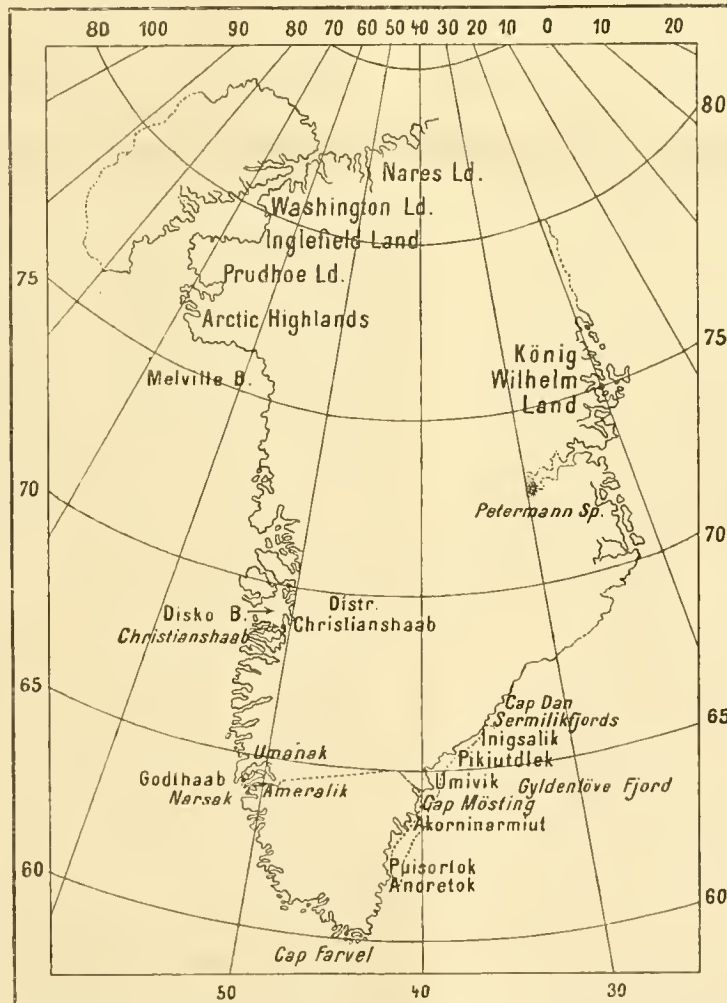 80 100 90 80 70 60 50 40 30 20 10 0 10 20
80
Nares Ld.
Washington Ld.
Inglefield Land
75
Prudhoe Ld.
Arctic Highlands
75
König
Wilhelm
Land
Melville B.
70
Petermann Sp.
70
Distr.
Disko B.
Christianshaab
Christianshaab
65
Cap Dan
Sermilikfjords
65
Inigsalik
Umanak
Pikiutdlek
Godthaab
Umivik
Gyldenlöve Fjord
Narsak
Ameralik
Cap Mösting
Akorninarmiut
60
Puisortok
Andretok
60
Cap Farvel
50
40
30